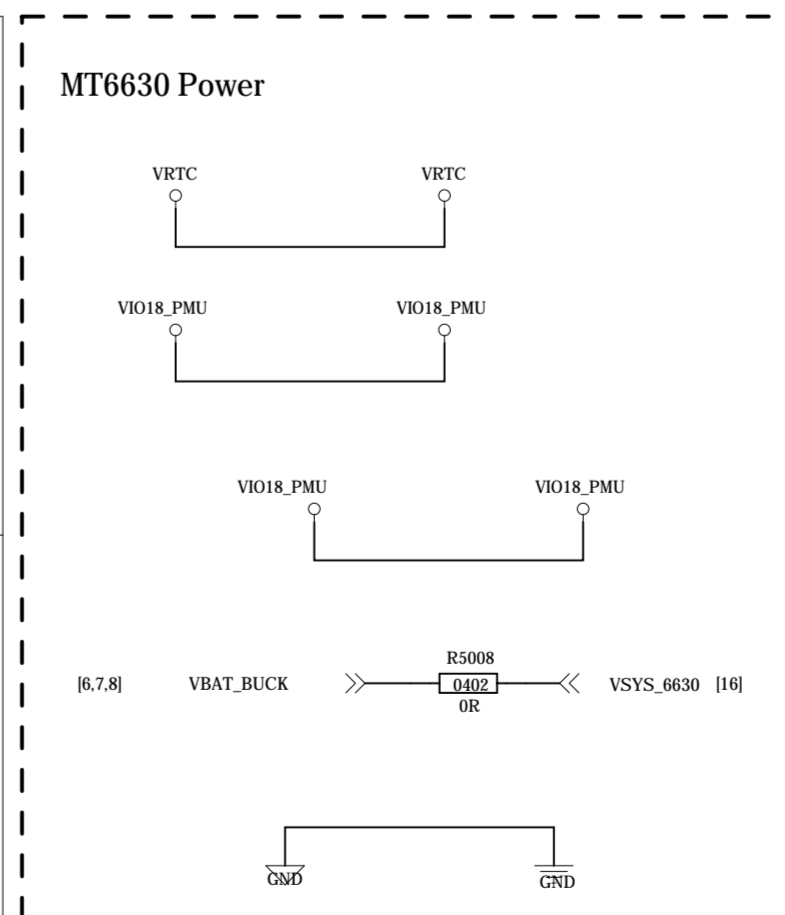 MT6630 Power
VRTC VRTC
VIO18_PMU VIO18_PMU
VIO18_PMU VIO18_PMU
R5008
[6,7,8] VBAT_BUCK 0402 VSYS_6630 [16]
0R
GND GND